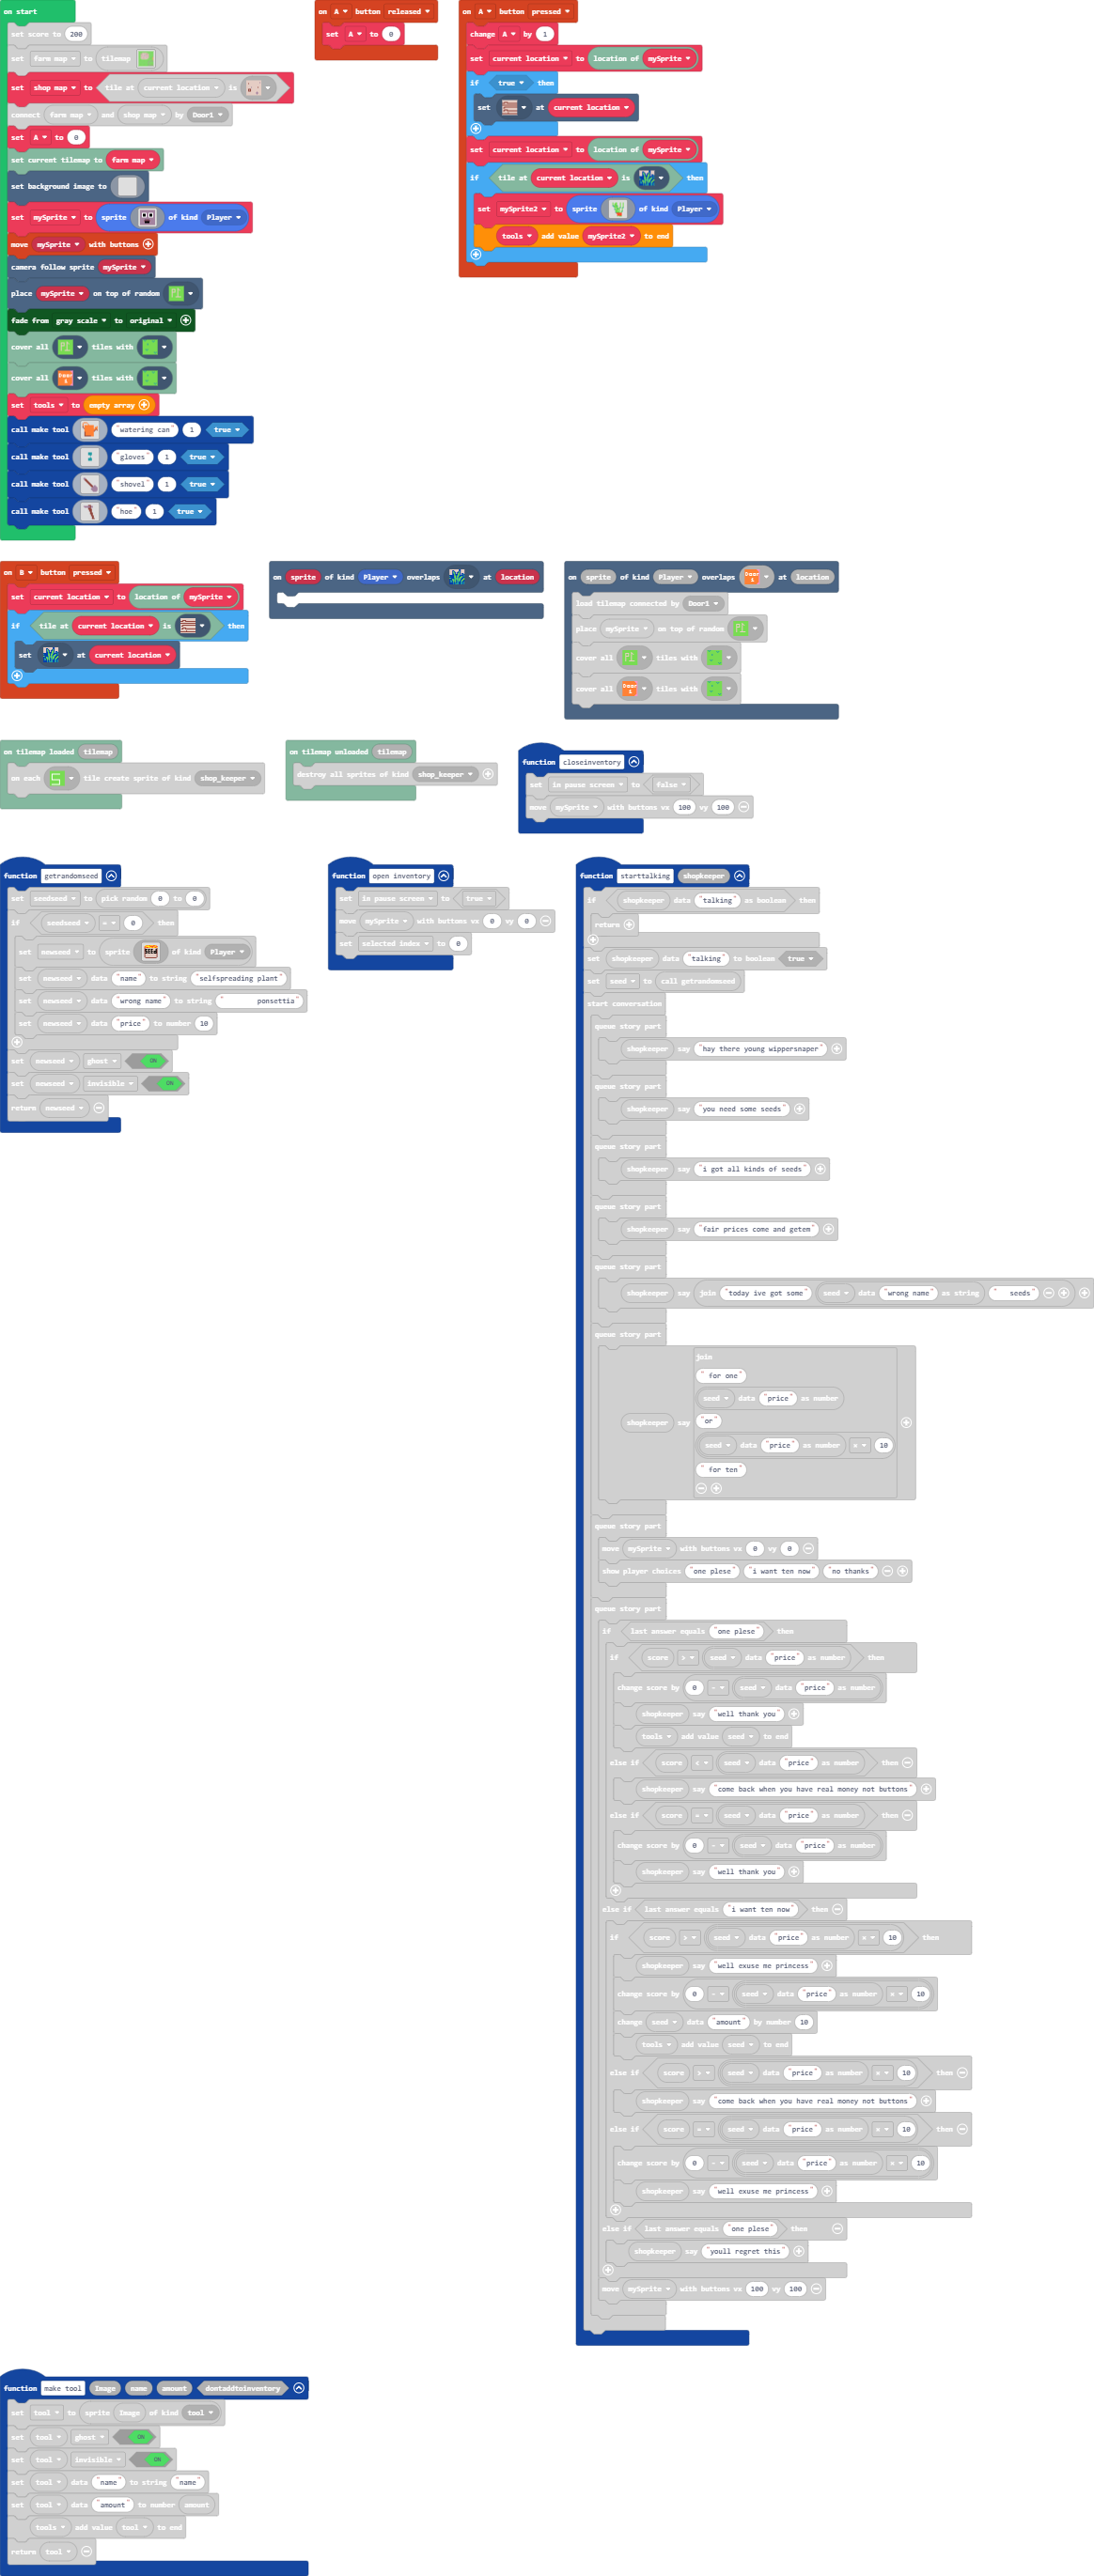 on start
set score to 200
set farm map to tilemap
set shop map to tile at current location is
connect farm map and shop map by Door1
set A to 0
set current tilemap to farm map
set background image to
set mySprite to sprite of kind Player
move mySprite with buttons
camera follow sprite mySprite
place mySprite on top of random
fade from gray scale to original
cover all tiles with
cover all Door 1 tiles with
set tools to empty array
call make tool "watering can" 1 true
call make tool "gloves" 1 true
call make tool "shovel" 1 true
call make tool "hoe" 1 true
on A button released
set A to 0
on A button pressed
change A by 1
set current location to location of mySprite
if true then
set at current location
set current location to location of mySprite
if tile at current location is then
set mySprite2 to sprite of kind Player
tools add value mySprite2 to end
on B button pressed
set current location to location of mySprite
if tile at current location is then
set at current location
on sprite of kind Player overlaps at location
on sprite of kind Player overlaps Door 1 at location
load tilemap connected by Door1
place mySprite on top of random
cover all tiles with
cover all Door 1 tiles with
on tilemap loaded tilemap
on each S tile create sprite of kind shop_keeper
on tilemap unloaded tilemap
destroy all sprites of kind shop_keeper
function closeinventory
set in pause screen to false
move mySprite with buttons vx 100 vy 100
function getrandomseed
set seedseed to pick random 0 to 0
if seedseed = 0 then
set newseed to sprite SEED of kind Player
set newseed data "name" to string "selfspreading plant"
set newseed data "wrong name" to string " ponsettia"
set newseed data "price" to number 10
set newseed ghost ON
set newseed invisible ON
return newseed
function open inventory
set in pause screen to true
move mySprite with buttons vx 0 vy 0
set selected index to 0
function starttalking shopkeeper
if shopkeeper data "talking" as boolean then
return
set shopkeeper data "talking" to boolean true
set seed to call getrandomseed
start conversation
queue story part
shopkeeper say "hay there young wippersnaper"
queue story part
shopkeeper say "you need some seeds"
queue story part
shopkeeper say "i got all kinds of seeds"
queue story part
shopkeeper say "fair prices come and getem"
queue story part
shopkeeper say join "today ive got some" seed data "wrong name" as string " seeds"
queue story part
join
" for one"
seed data "price" as number
shopkeeper say "or"
seed data "price" as number × 10
" for ten"
queue story part
move mySprite with buttons vx 0 vy 0
show player choices "one plese" "i want ten now" "no thanks"
queue story part
if last answer equals "one plese" then
if score > seed data "price" as number then
change score by 0 - seed data "price" as number
shopkeeper say "well thank you"
tools add value seed to end
else if score < seed data "price" as number then
shopkeeper say "come back when you have real money not buttons"
else if score = seed data "price" as number then
change score by 0 - seed data "price" as number
shopkeeper say "well thank you"
else if last answer equals "i want ten now" then
if score > seed data "price" as number × 10 then
shopkeeper say "well exuse me princess"
change score by 0 - seed data "price" as number × 10
change seed data "amount" by number 10
tools add value seed to end
else if score > seed data "price" as number × 10 then
shopkeeper say "come back when you have real money not buttons"
else if score = seed data "price" as number × 10 then
change score by 0 - seed data "price" as number × 10
shopkeeper say "well exuse me princess"
else if last answer equals "one plese" then
shopkeeper say "youll regret this"
move mySprite with buttons vx 100 vy 100
function make tool Image name amount dontaddtoinventory
set tool to sprite Image of kind tool
set tool ghost ON
set tool invisible ON
set tool data "name" to string "name"
set tool data "amount" to number amount
tools add value tool to end
return tool